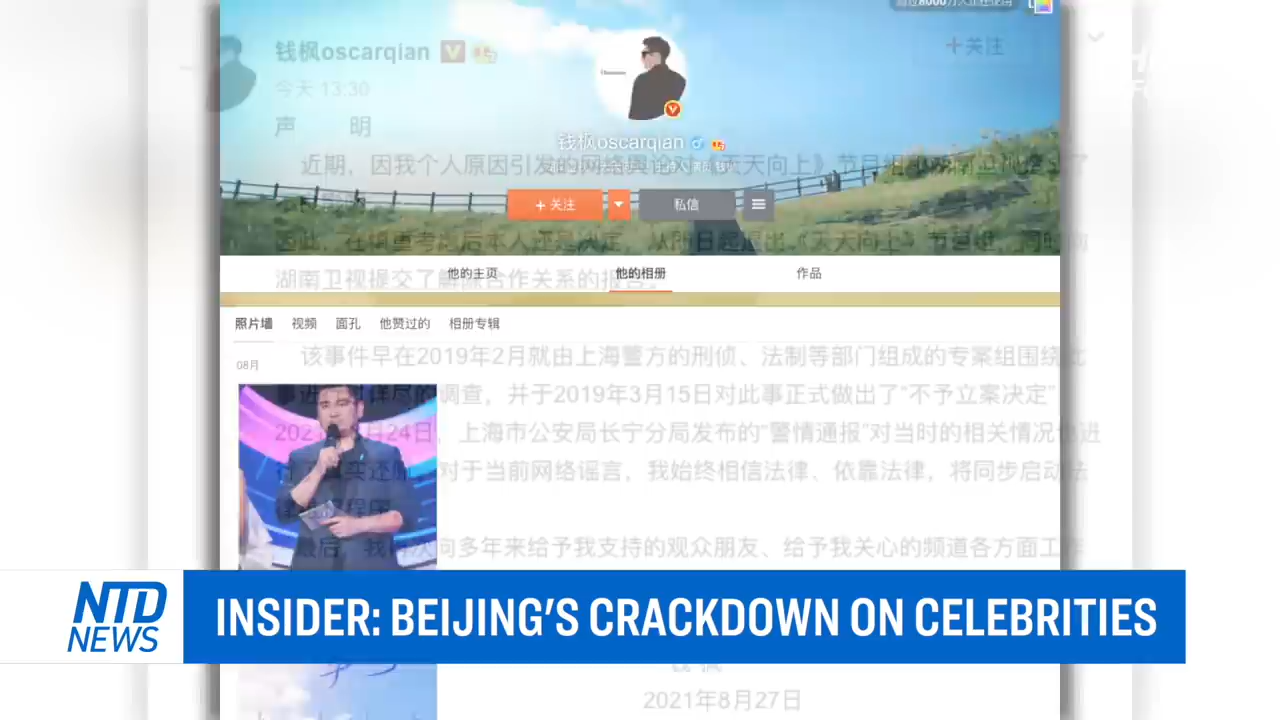 钱枫oscarqian
+关注
今天 13:30
声 明
钱枫oscarqian
近期，因我个人原因引发的网络舆论对《天天向上》节目组
+ 关注
私信
因此，在慎重考虑后本人还是决定，从即日起退出《天天向上》节目组，同时向
湖南卫视提交了解除合作关系的报告。
他的主页 他的相册 作品
照片墙 视频 面孔 他赞过的 相册专辑
08月
该事件早在2019年2月就由上海警方的刑侦、法制等部门组成的专案组围绕此
调查，并于2019年3月15日对此事正式做出了“不予立案决定”
月24日，上海市公安局长宁分局发布的“警情通报”对当时的相关情况也进
对于当前网络谣言，我始终相信法律、依靠法律，将同步启动法
最后，我再次向多年来给予我支持的观众朋友、给予我关心的频道各方面工作
NTD
NEWS
INSIDER: BEIJING'S CRACKDOWN ON CELEBRITIES
钱 枫
2021年8月27日